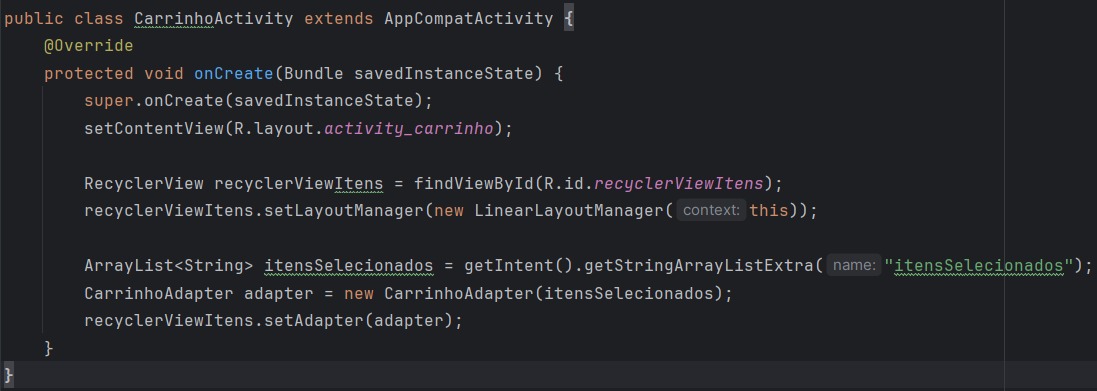 public class CarrinhoActivity extends AppCompatActivity {
    @Override
    protected void onCreate(Bundle savedInstanceState) {
        super.onCreate(savedInstanceState);
        setContentView(R.layout.activity_carrinho);

        RecyclerView recyclerViewItens = findViewById(R.id.recyclerViewItens);
        recyclerViewItens.setLayoutManager(new LinearLayoutManager( context: this));

        ArrayList<String> itensSelecionados = getIntent().getStringArrayListExtra( name: "itensSelecionados");
        CarrinhoAdapter adapter = new CarrinhoAdapter(itensSelecionados);
        recyclerViewItens.setAdapter(adapter);
    }
}